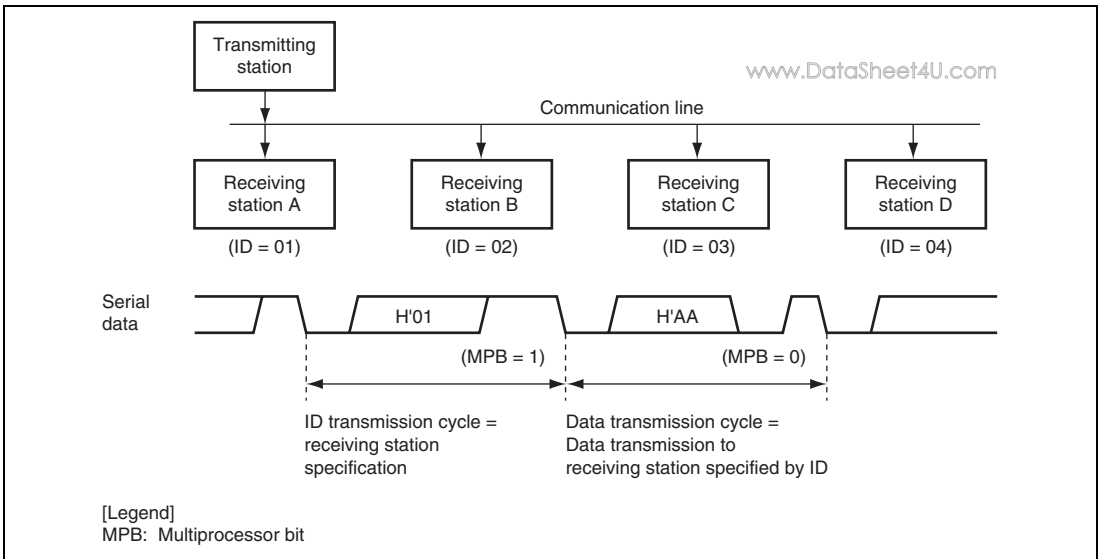 Transmitting
station
www.DataSheet4U.com
Communication line
Receiving
station A
Receiving
station B
Receiving
station C
Receiving
station D
(ID = 01)
(ID = 02)
(ID = 03)
(ID = 04)
Serial
data
H'01
H'AA
(MPB = 1)
(MPB = 0)
ID transmission cycle =
receiving station
specification
Data transmission cycle =
Data transmission to
receiving station specified by ID
[Legend]
MPB: Multiprocessor bit